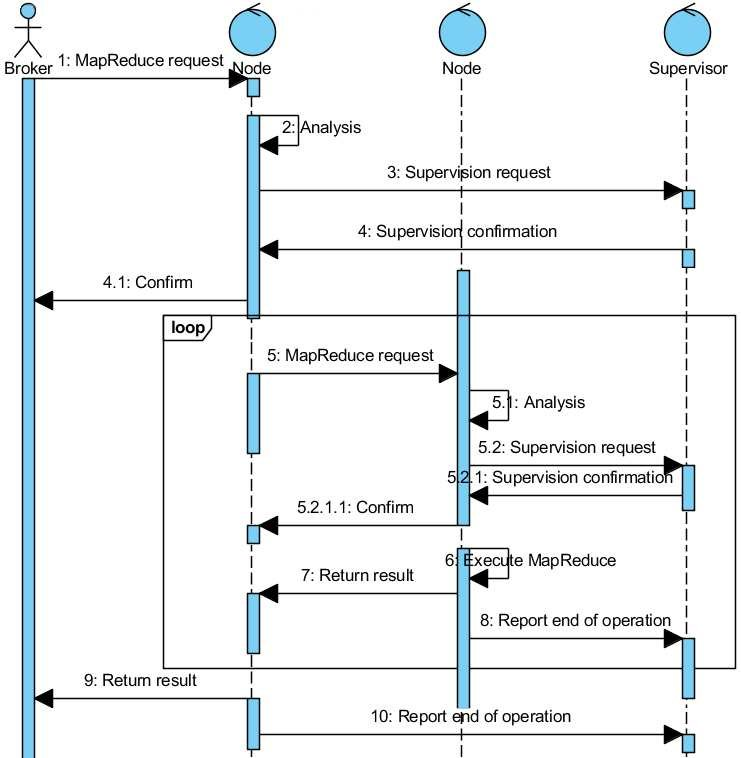 Broker
Node
Node
Supervisor
1: MapReduce request
2: Analysis
3: Supervision request
4: Supervision confirmation
4.1: Confirm
loop
5: MapReduce request
5.1: Analysis
5.2: Supervision request
5.2.1: Supervision confirmation
5.2.1.1: Confirm
6: Execute MapReduce
7: Return result
8: Report end of operation
9: Return result
10: Report end of operation